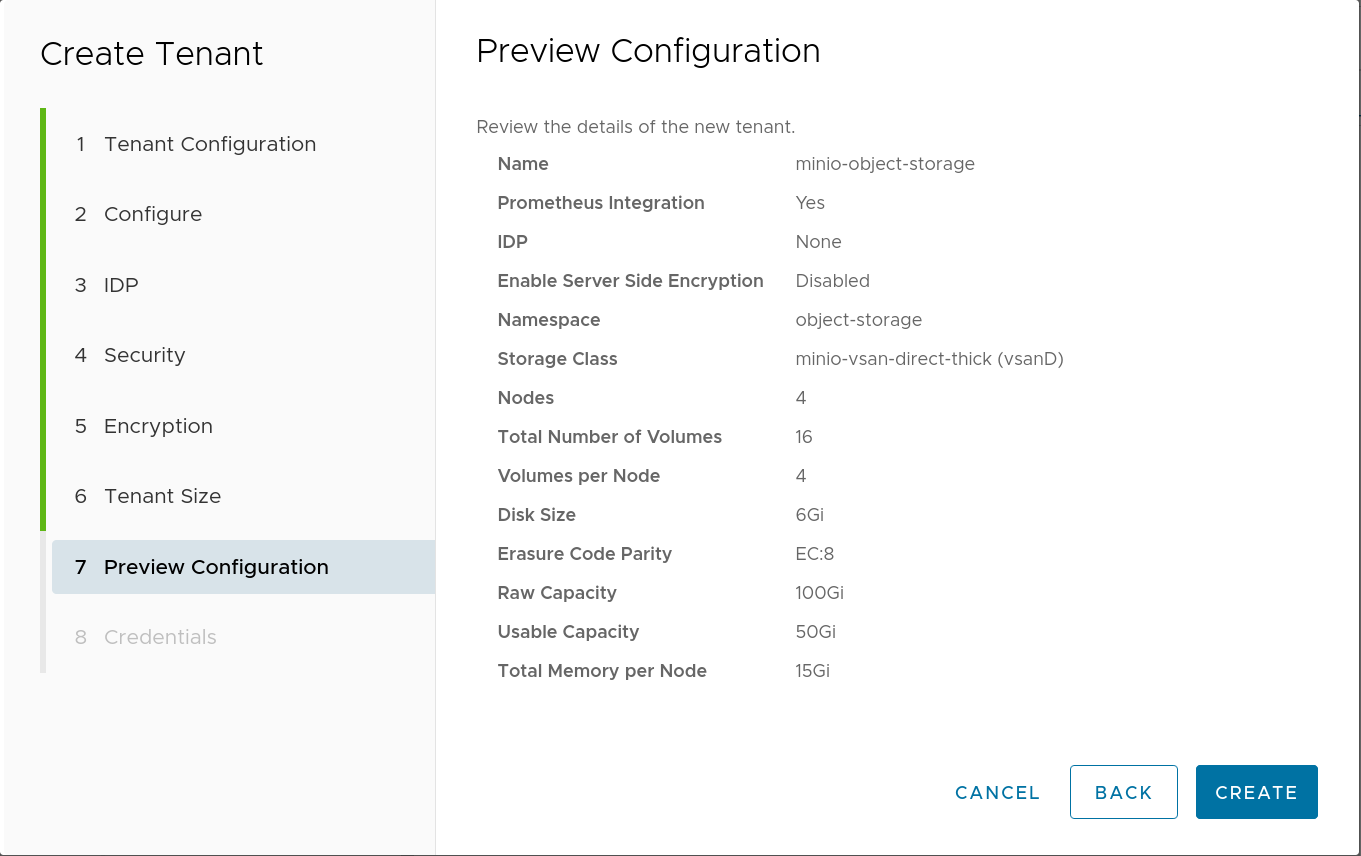 Create Tenant
1 Tenant Configuration
2 Configure
3 IDP
4 Security
5 Encryption
6 Tenant Size
7 Preview Configuration
8 Credentials
Preview Configuration
Review the details of the new tenant.
Name minio-object-storage
Prometheus Integration Yes
IDP None
Enable Server Side Encryption Disabled
Namespace object-storage
Storage Class minio-vsan-direct-thick (vsanD)
Nodes 4
Total Number of Volumes 16
Volumes per Node 4
Disk Size 6Gi
Erasure Code Parity EC:8
Raw Capacity 100Gi
Usable Capacity 50Gi
Total Memory per Node 15Gi
CANCEL BACK CREATE